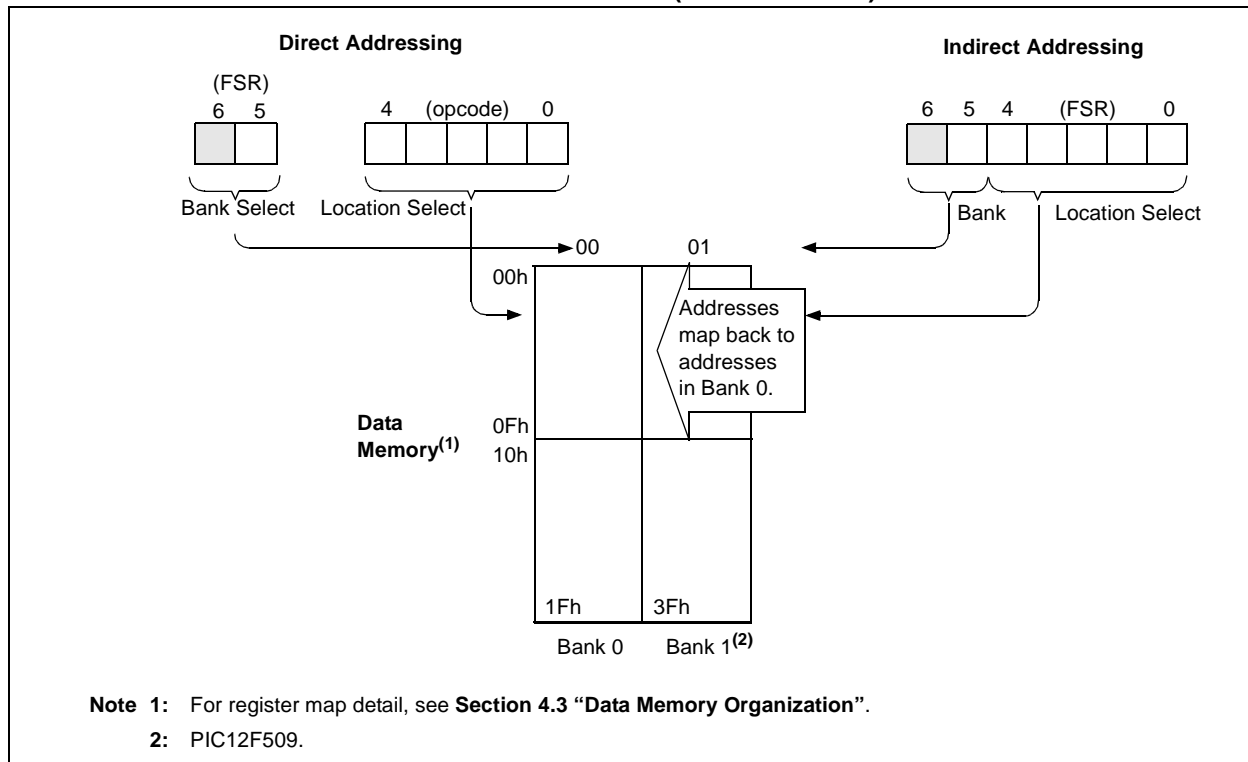 Direct Addressing
Indirect Addressing
(FSR)
6 5
4 (opcode) 0
6 5 4 (FSR) 0
Bank Select
Location Select
Bank
Location Select
00
01
00h
Addresses
map back to
addresses
in Bank 0.
Data
Memory(1)
0Fh
10h
1Fh
3Fh
Bank 0
Bank 1(2)
Note 1: For register map detail, see Section 4.3 “Data Memory Organization”.
2: PIC12F509.